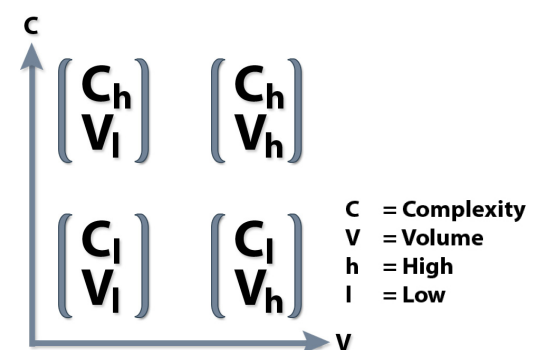 C
Ch Ch
Vl Vh
Cl Cl
Vl Vh
C = Complexity
V = Volume
h = High
l = Low
V